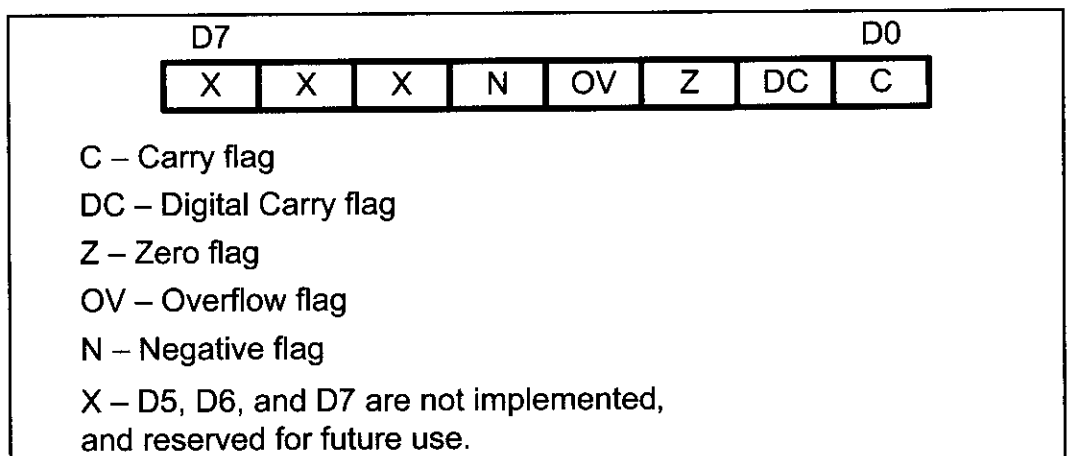 D7 D0
X X X N OV Z DC C
C – Carry flag
DC – Digital Carry flag
Z – Zero flag
OV – Overflow flag
N – Negative flag
X – D5, D6, and D7 are not implemented,
and reserved for future use.